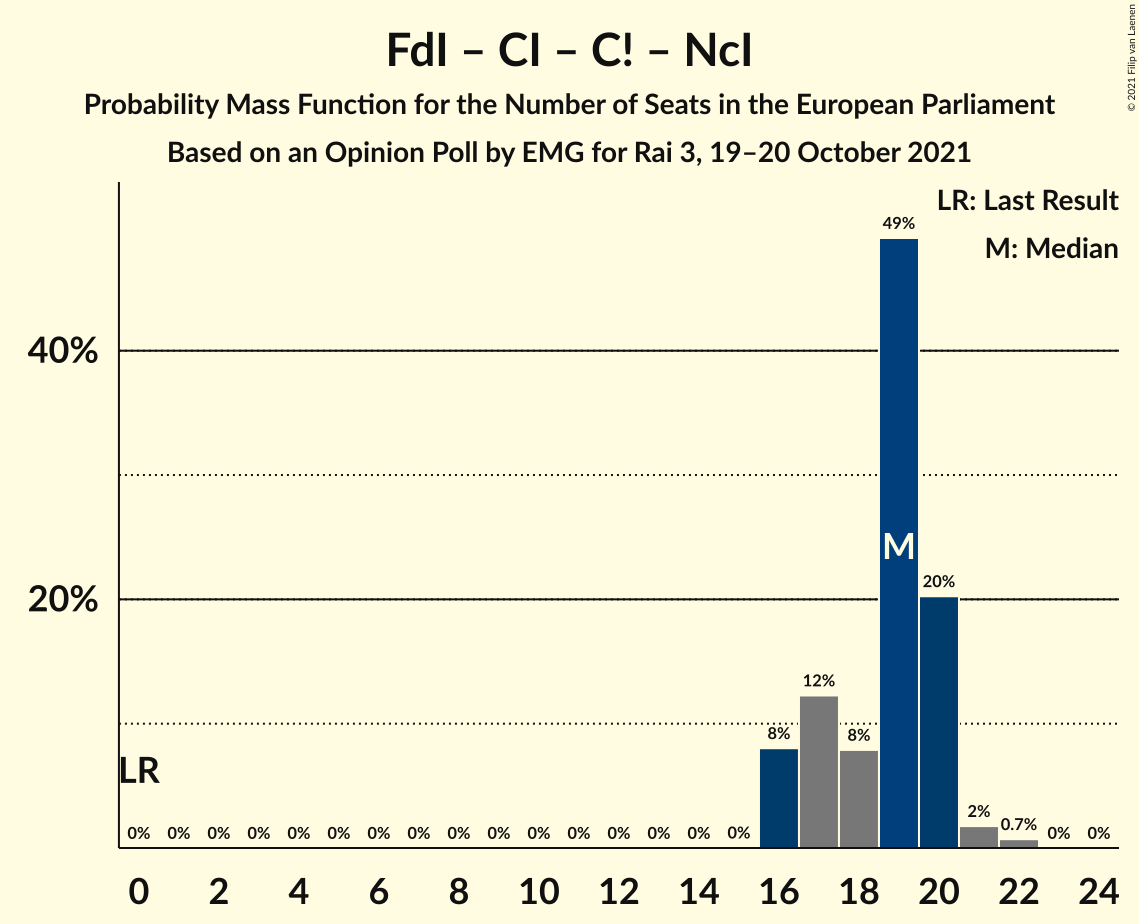 FdI – CI – C! – NcI
Probability Mass Function for the Number of Seats in the European Parliament
Based on an Opinion Poll by EMG for Rai 3, 19–20 October 2021
© 2021 Filip van Laenen
LR: Last Result
M: Median
49%
40%
M
20%
20%
12%
8%
8%
LR
2%
0.7%
0% 0% 0% 0% 0% 0% 0% 0% 0% 0% 0% 0% 0% 0% 0% 0% 0% 0%
0 2 4 6 8 10 12 14 16 18 20 22 24